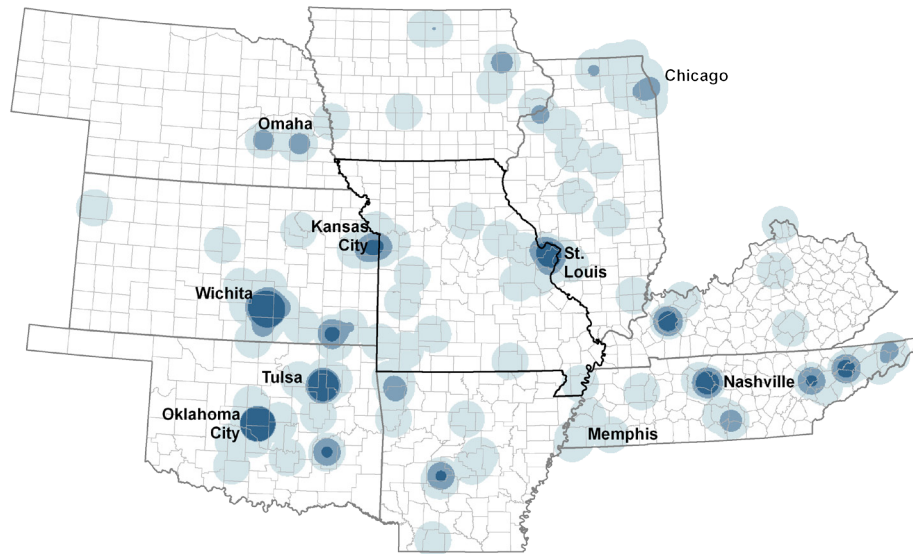 Chicago
Omaha
Kansas
City
St.
Louis
Wichita
Tulsa
Nashville
Oklahoma
City
Memphis